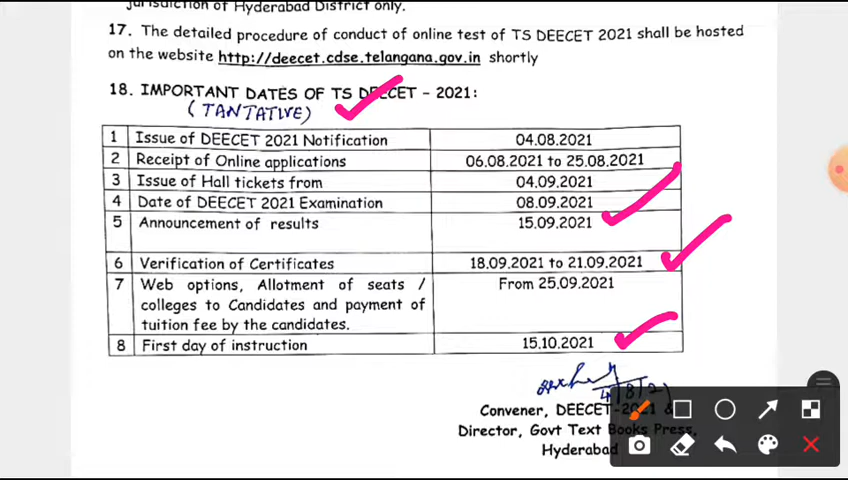 jurisdiction of Hyderabad District only.
17. The detailed procedure of conduct of online test of TS DEECET 2021 shall be hosted
on the website http://deecet.cdse.telangana.gov.in shortly
18. IMPORTANT DATES OF TS DEECET - 2021:
(TANTATIVE)
1 Issue of DEECET 2021 Notification 04.08.2021
2 Receipt of Online applications 06.08.2021 to 25.08.2021
3 Issue of Hall tickets from 04.09.2021
4 Date of DEECET 2021 Examination 08.09.2021
5 Announcement of results 15.09.2021
6 Verification of Certificates 18.09.2021 to 21.09.2021
7 Web options, Allotment of seats / From 25.09.2021
colleges to Candidates and payment of
tuition fee by the candidates.
8 First day of instruction 15.10.2021
4/8/21
Convener, DEECET-2021 &
Director, Govt Text Books Press,
Hyderabad